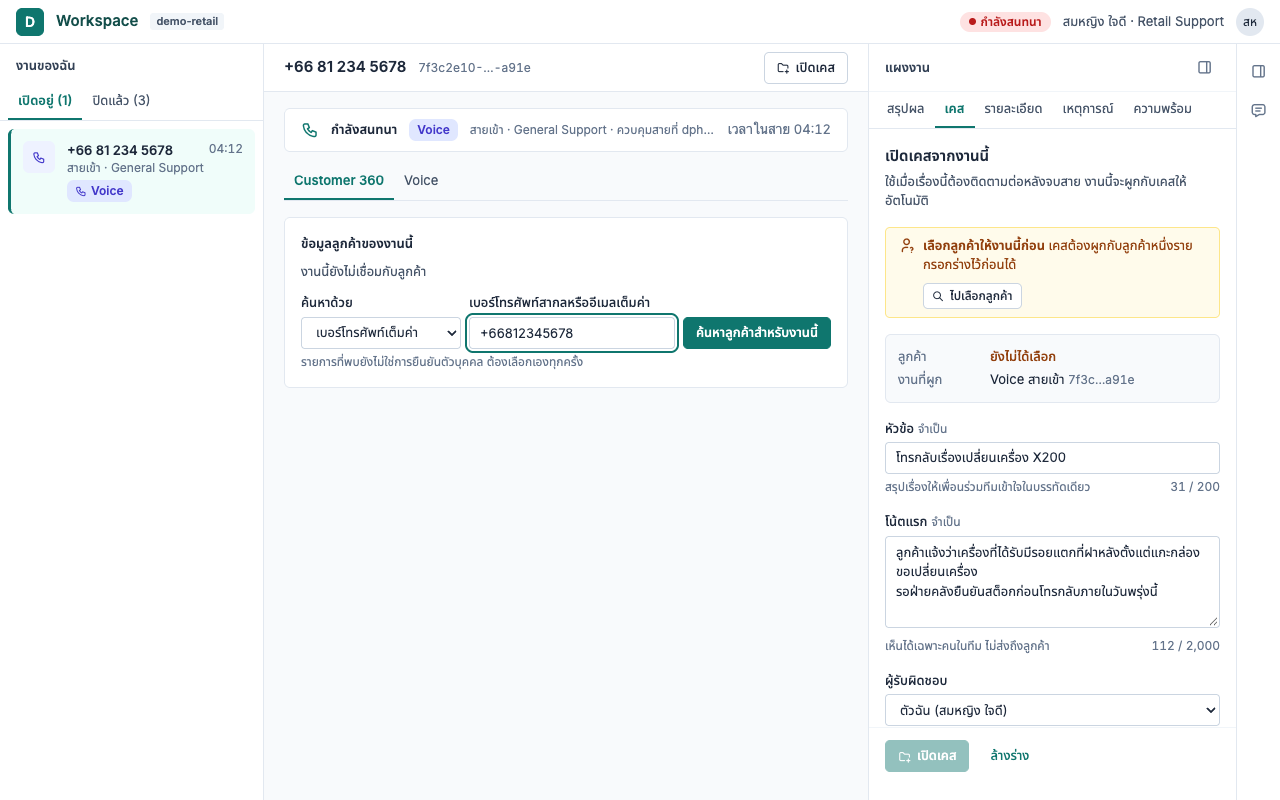 D Workspace demo-retail
กำลังสนทนา สมหญิง ใจดี · Retail Support สห
งานของฉัน
เปิดอยู่ (1) ปิดแล้ว (3)
+66 81 234 5678 04:12
สายเข้า · General Support
Voice
+66 81 234 5678 7f3c2e10-...-a91e เปิดเคส
กำลังสนทนา Voice สายเข้า · General Support · ควบคุมสายที่ dph... เวลาในสาย 04:12
Customer 360 Voice
ข้อมูลลูกค้าของงานนี้
งานนี้ยังไม่เชื่อมกับลูกค้า
ค้นหาด้วย เบอร์โทรศัพท์สากลหรืออีเมลเต็มค่า
เบอร์โทรศัพท์เต็มค่า +66812345678 ค้นหาลูกค้าสำหรับงานนี้
รายการที่พบยังไม่ใช่การยืนยันตัวบุคคล ต้องเลือกเองทุกครั้ง
แผงงาน
สรุปผล เคส รายละเอียด เหตุการณ์ ความพร้อม
เปิดเคสจากงานนี้
ใช้เมื่อเรื่องนี้ต้องติดตามต่อหลังจบสาย งานนี้จะผูกกับเคสให้
อัตโนมัติ
เลือกลูกค้าให้งานนี้ก่อน เคสต้องผูกกับลูกค้าหนึ่งราย
กรอกร่างไว้ก่อนได้
ไปเลือกลูกค้า
ลูกค้า ยังไม่ได้เลือก
งานที่ผูก Voice สายเข้า 7f3c...a91e
หัวข้อ จำเป็น
โทรกลับเรื่องเปลี่ยนเครื่อง X200
สรุปเรื่องให้เพื่อนร่วมทีมเข้าใจในบรรทัดเดียว 31 / 200
โน้ตแรก จำเป็น
ลูกค้าแจ้งว่าเครื่องที่ได้รับมีรอยแตกที่ฝาหลังตั้งแต่แกะกล่อง
ขอเปลี่ยนเครื่อง
รอฝ่ายคลังยืนยันสต็อกก่อนโทรกลับภายในวันพรุ่งนี้
เห็นได้เฉพาะคนในทีม ไม่ส่งถึงลูกค้า 112 / 2,000
ผู้รับผิดชอบ
ตัวฉัน (สมหญิง ใจดี)
เปิดเคส ล้างร่าง